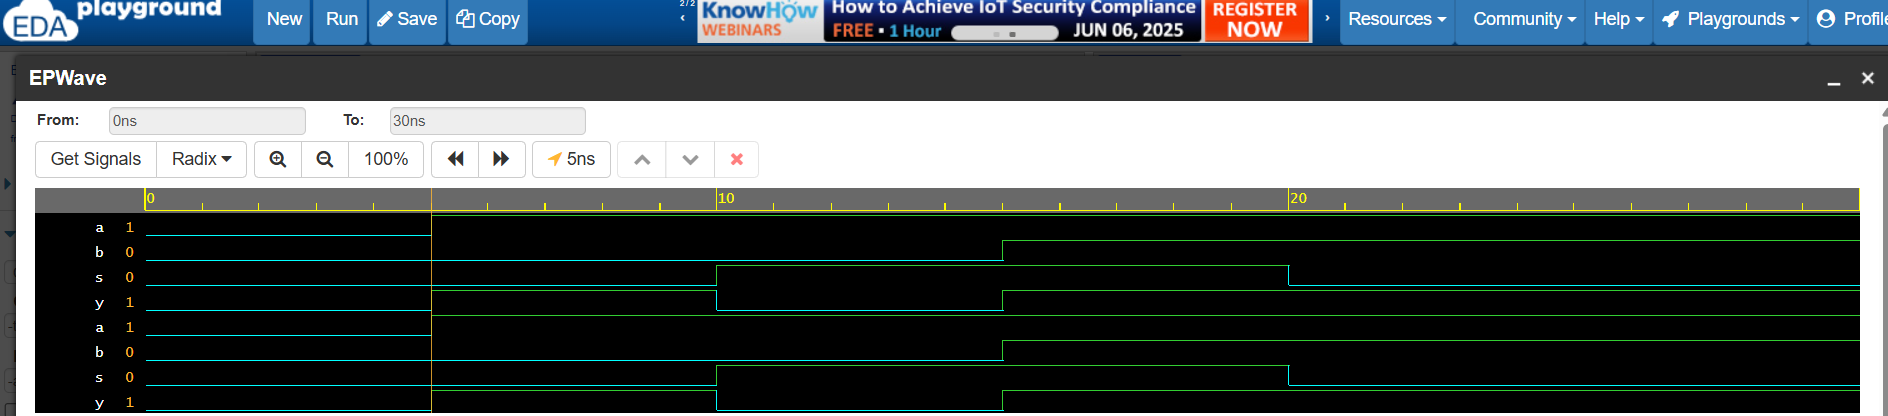 playground
EDA
New
Run
Save
Copy
2 / 2
KnowHow
WEBINARS
How to Achieve IoT Security Compliance
FREE • 1 Hour
JUN 06, 2025
REGISTER
NOW
Resources
Community
Help
Playgrounds
Profile
EPWave
From:
0ns
To:
30ns
Get Signals
Radix
100%
5ns
0
10
20
a 1
b 0
s 0
y 1
a 1
b 0
s 0
y 1